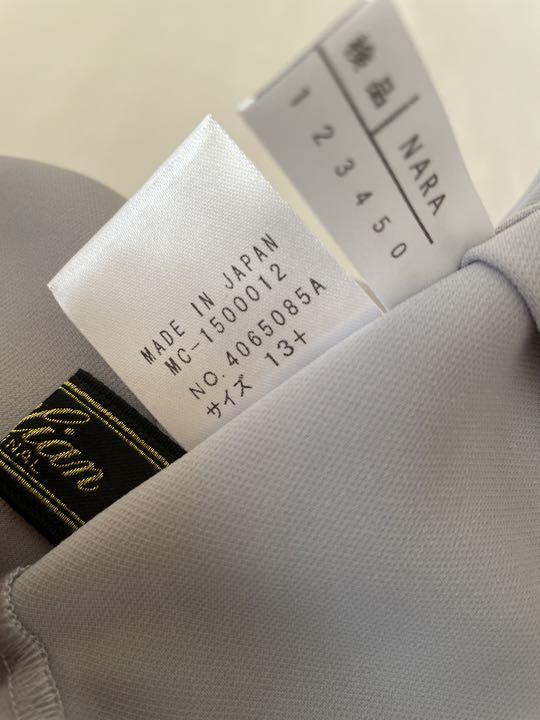 検品
NARA
1 2 3 4 5 0
MADE IN JAPAN
MC-1500012
NO. 4065085A
サイズ 13+
lian